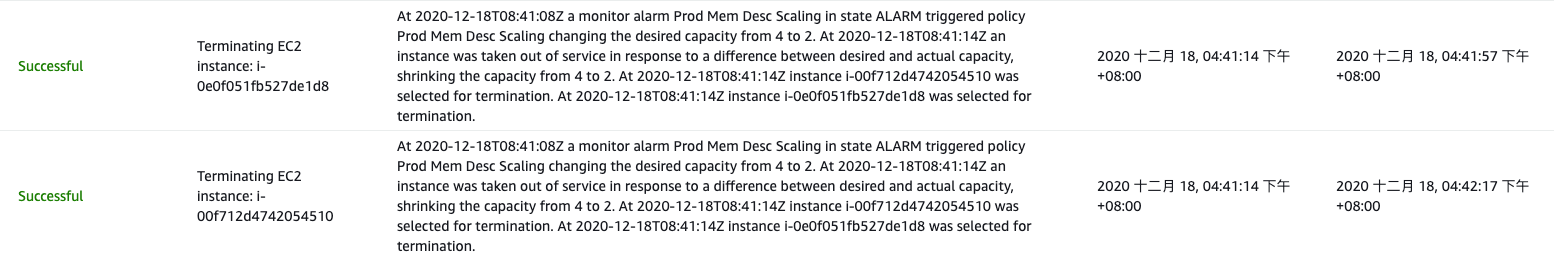 At 2020-12-18T08:41:08Z a monitor alarm Prod Mem Desc Scaling in state ALARM triggered policy
Prod Mem Desc Scaling changing the desired capacity from 4 to 2. At 2020-12-18T08:41:14Z an
instance was taken out of service in response to a difference between desired and actual capacity,
shrinking the capacity from 4 to 2. At 2020-12-18T08:41:14Z instance i-00f712d4742054510 was
selected for termination. At 2020-12-18T08:41:14Z instance i-0e0f051fb527de1d8 was selected for
termination.
Successful
Terminating EC2
instance: i-
0e0f051fb527de1d8
2020 十二月 18, 04:41:14 下午
+08:00
2020 十二月 18, 04:41:57 下午
+08:00
At 2020-12-18T08:41:08Z a monitor alarm Prod Mem Desc Scaling in state ALARM triggered policy
Prod Mem Desc Scaling changing the desired capacity from 4 to 2. At 2020-12-18T08:41:14Z an
instance was taken out of service in response to a difference between desired and actual capacity,
shrinking the capacity from 4 to 2. At 2020-12-18T08:41:14Z instance i-00f712d4742054510 was
selected for termination. At 2020-12-18T08:41:14Z instance i-0e0f051fb527de1d8 was selected for
termination.
Successful
Terminating EC2
instance: i-
00f712d4742054510
2020 十二月 18, 04:41:14 下午
+08:00
2020 十二月 18, 04:42:17 下午
+08:00